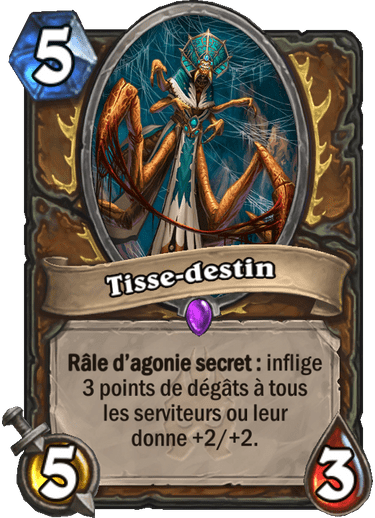 5
Tisse-destin
Râle d'agonie secret : inflige
3 points de dégâts à tous
les serviteurs ou leur
donne +2/+2.
5
3